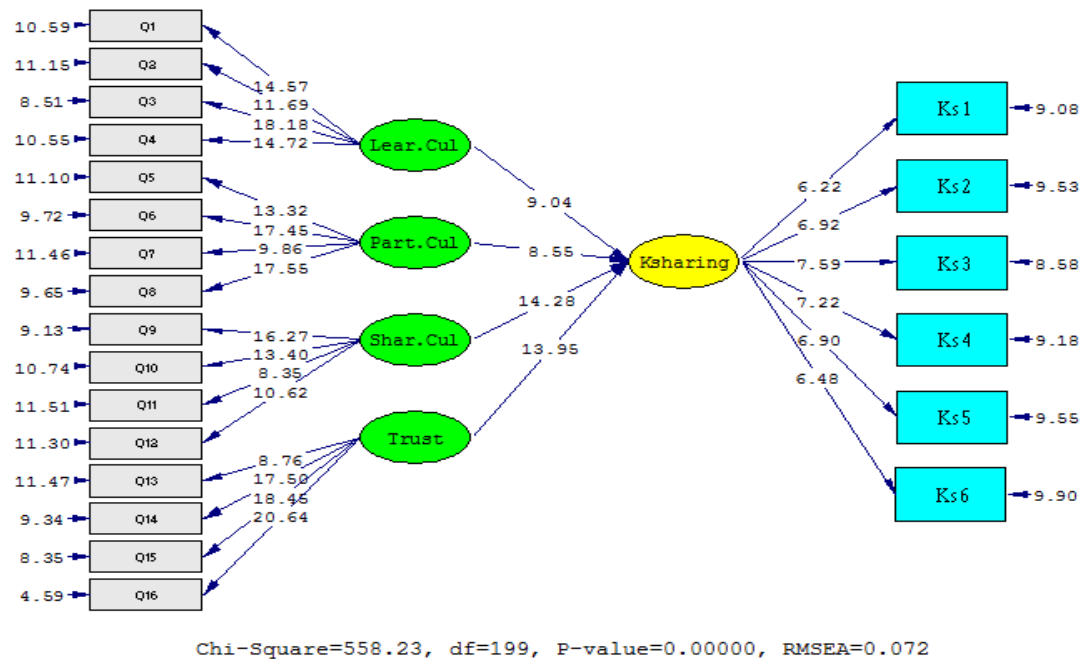 10.59 Q1
11.15 Q2
8.51 Q3
10.55 Q4
11.10 Q5
9.72 Q6
11.46 Q7
9.65 Q8
9.13 Q9
10.74 Q10
11.51 Q11
11.30 Q12
11.47 Q13
9.34 Q14
8.35 Q15
4.59 Q16
14.57
11.69
18.18
14.72
13.32
17.45
9.86
17.55
16.27
13.40
8.35
10.62
8.76
17.50
18.45
20.64
Lear.Cul
Part.Cul
Shar.Cul
Trust
9.04
8.55
14.28
13.95
Ksharing
6.22
6.92
7.59
7.22
6.90
6.48
Ks1 9.08
Ks2 9.53
Ks3 8.58
Ks4 9.18
Ks5 9.55
Ks6 9.90
Chi-Square=558.23, df=199, P-value=0.00000, RMSEA=0.072